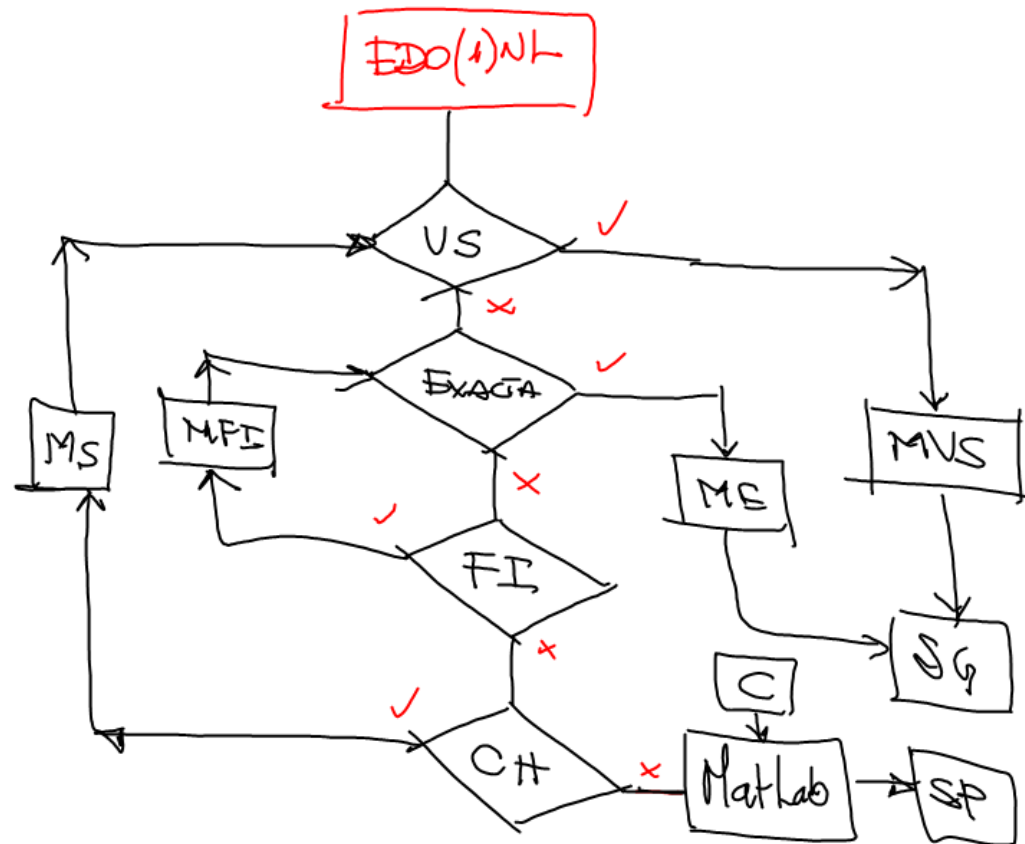 EDO(1)NL
VS
✓
x
EXACTA
✓
MS
MFI
MVS
ME
x
✓
FI
x
SG
C
✓
CH
x
MatLab
SP